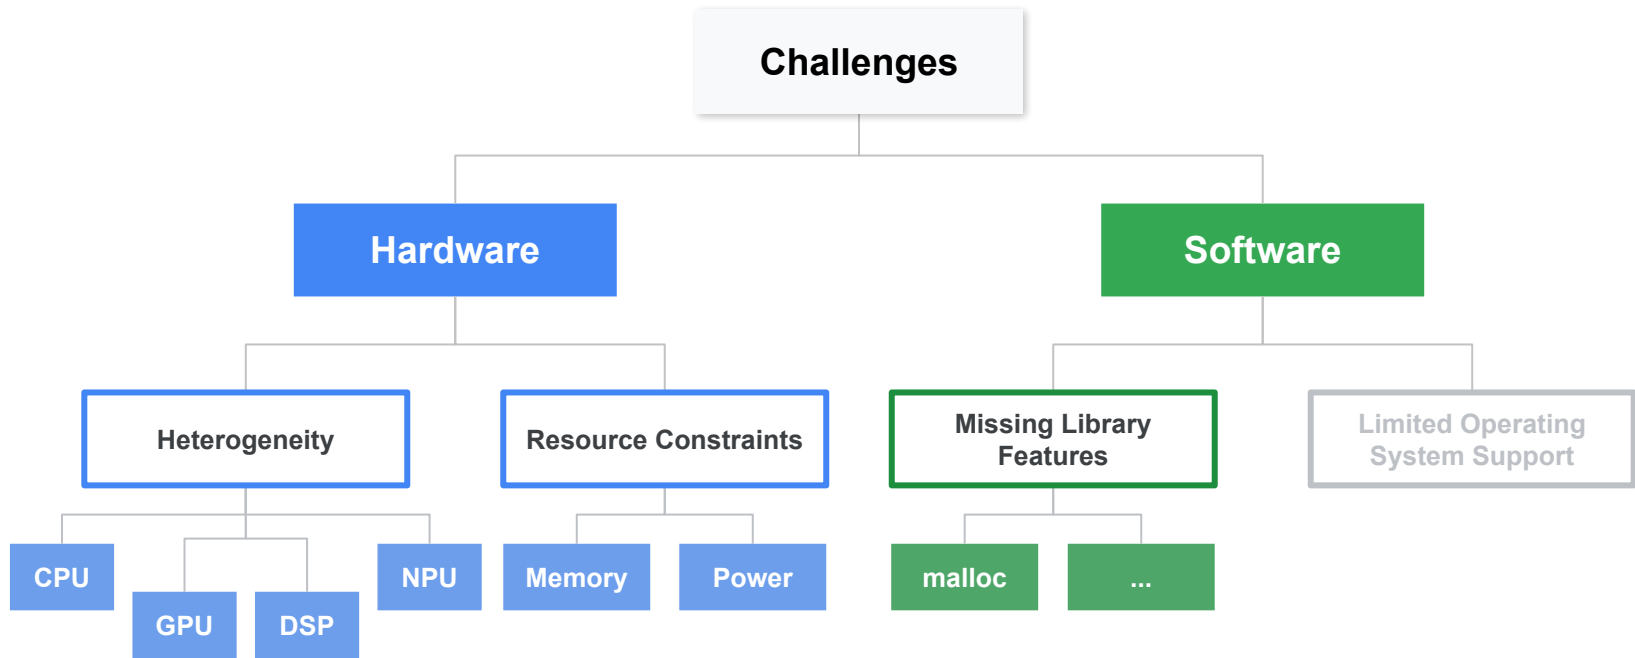 Challenges
Hardware
Software
Heterogeneity
Resource Constraints
Missing Library
Features
Limited Operating
System Support
CPU
GPU
DSP
NPU
Memory
Power
malloc
...